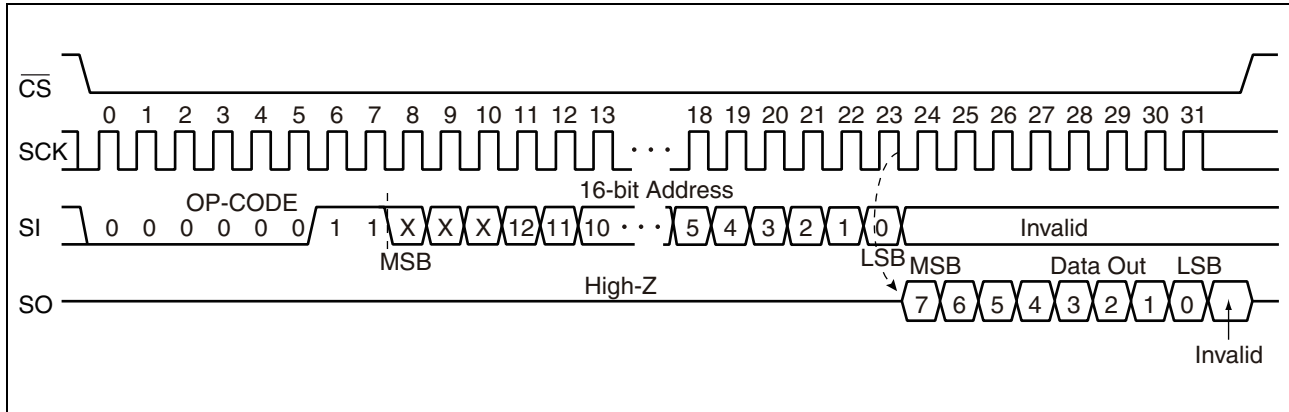 CS
0 1 2 3 4 5 6 7 8 9 10 11 12 13 18 19 20 21 22 23 24 25 26 27 28 29 30 31
SCK · · ·
OP-CODE 16-bit Address
SI 0 0 0 0 0 0 1 1 X X X 12 11 10 · · · 5 4 3 2 1 0 Invalid
MSB LSB MSB Data Out LSB
High-Z
SO 7 6 5 4 3 2 1 0
Invalid